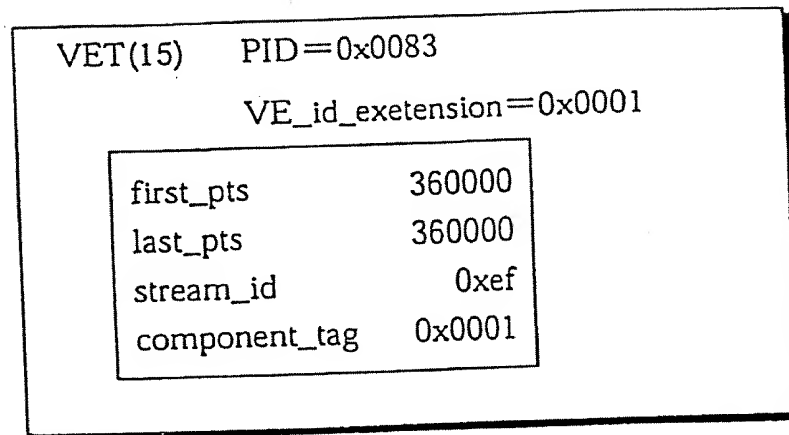 VET(15) PID=0x0083
VE_id_exetension=0x0001
first_pts 360000
last_pts 360000
stream_id 0xef
component_tag 0x0001